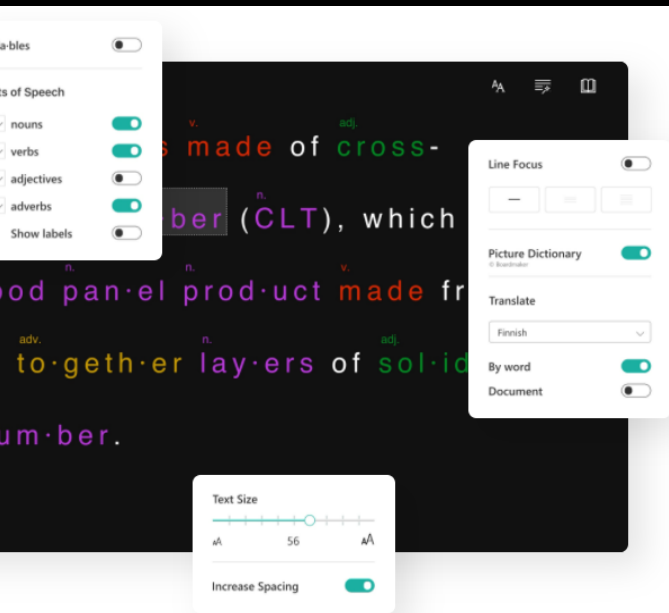 a·bles
ts of Speech
nouns
verbs
adjectives
adverbs
Show labels
v. adj.
s made of cross-
n.
ber (CLT), which
n. n. v.
ood pan·el prod·uct made fr
adv. n. adj.
to·geth·er lay·ers of sol·id
um·ber.
Line Focus
Picture Dictionary
© Boardmaker
Translate
Finnish
By word
Document
Text Size
AA 56 AA
Increase Spacing